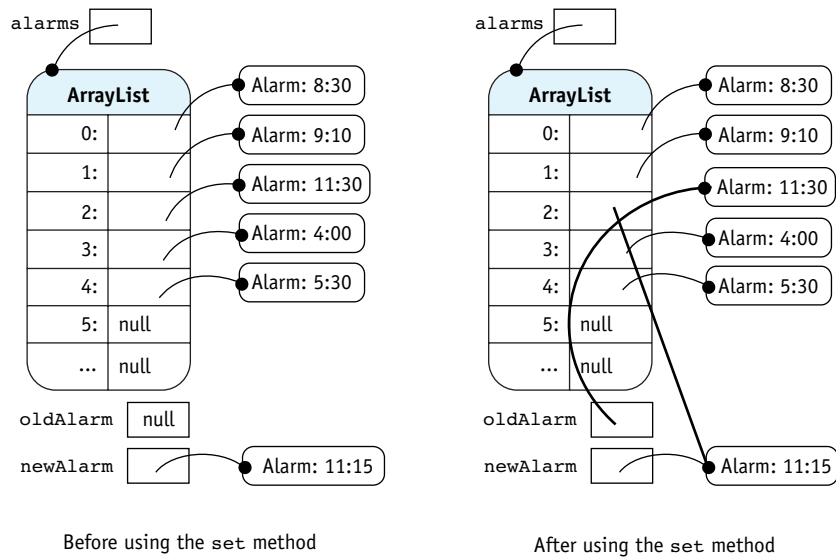 alarms
ArrayList
0:
Alarm: 8:30
1:
Alarm: 9:10
2:
Alarm: 11:30
3:
Alarm: 4:00
4:
Alarm: 5:30
5: null
... null
oldAlarm null
newAlarm
Alarm: 11:15
Before using the set method
alarms
ArrayList
0:
Alarm: 8:30
1:
Alarm: 9:10
2:
Alarm: 11:30
3:
Alarm: 4:00
4:
Alarm: 5:30
5: null
... null
oldAlarm
newAlarm
Alarm: 11:15
After using the set method